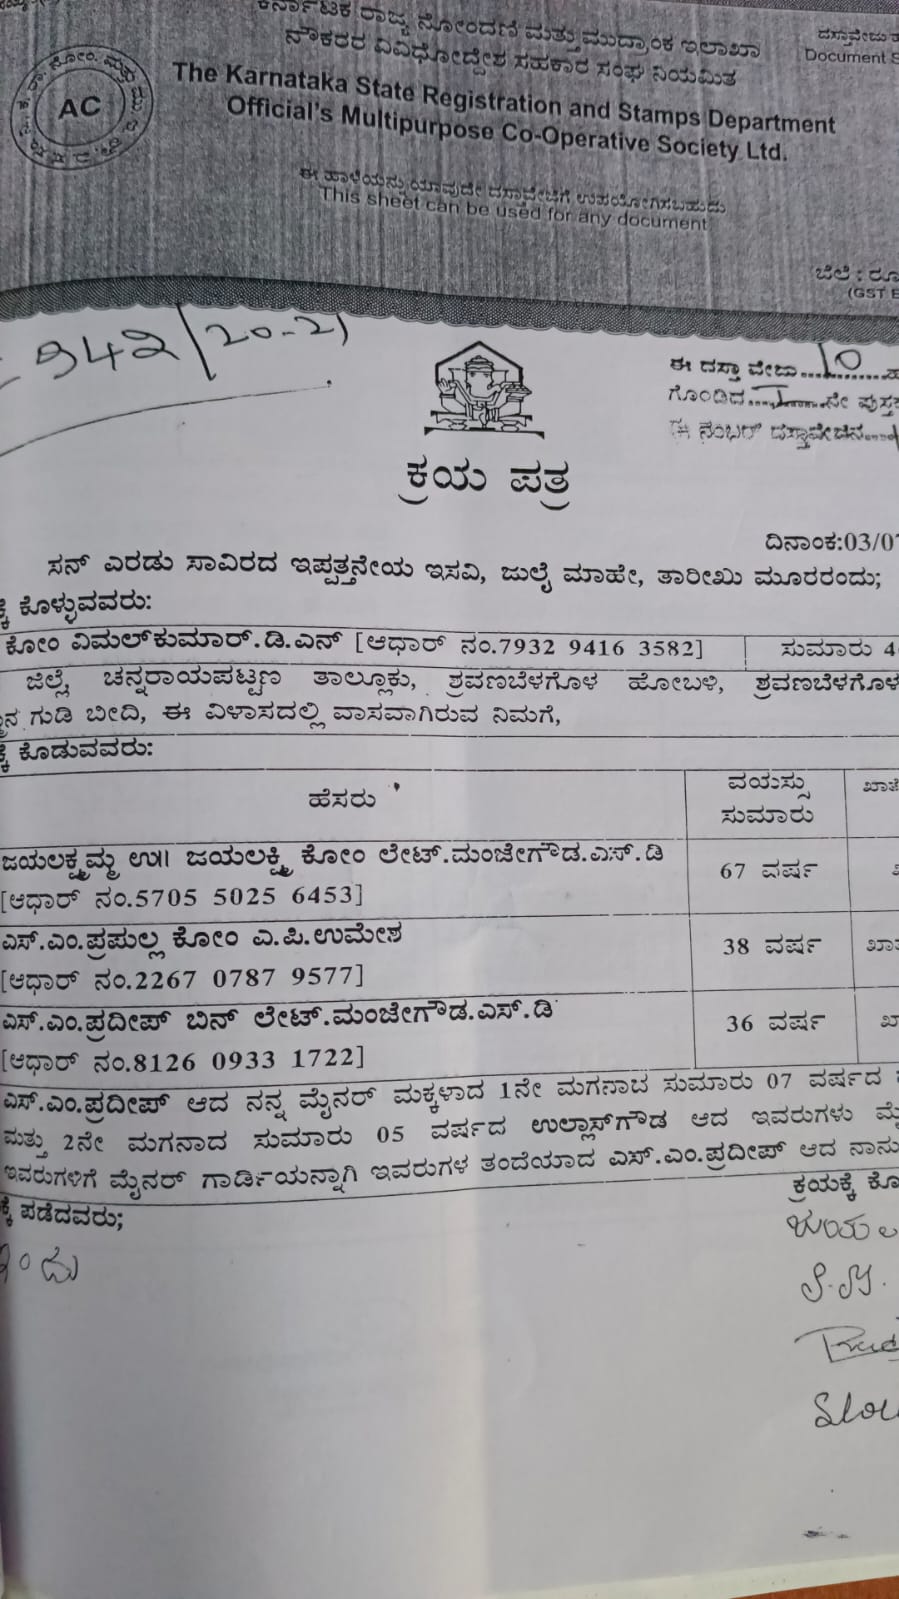 ಕರ್ನಾಟಕ ರಾಜ್ಯ ನೋಂದಣಿ ಮತ್ತು ಮುದ್ರಾಂಕ ಇಲಾಖಾ
ನೌಕರರ ವಿವಿಧೋದ್ದೇಶ ಸಹಕಾರ ಸಂಘ ನಿಯಮಿತ
The Karnataka State Registration and Stamps Department
Official's Multipurpose Co-Operative Society Ltd.
ದಸ್ತಾವೇಜು
Document
AC
ಈ ಹಾಳೆಯನ್ನು ಯಾವುದೇ ದಸ್ತಾವೇಜಿಗೆ ಉಪಯೋಗಿಸಬಹುದು
This sheet can be used for any document
ಬೆಲೆ : ರೂ
(GST
942/20-21
ಈ ದಸ್ತಾವೇಜು....10....
ಗೊಂಡಿದ....I....ನೇ ಪುಸ್ತ
ಈ ನಂಬರ್ ದಸ್ತಾವೇಜಿನ....
ಕ್ರಯ ಪತ್ರ
ದಿನಾಂಕ:03/0
ಸನ್ ಎರಡು ಸಾವಿರದ ಇಪ್ಪತ್ತನೇಯ ಇಸವಿ, ಜುಲೈ ಮಾಹೇ, ತಾರೀಖು ಮೂರರಂದು;
ಕ್ಕೆ ಕೊಳ್ಳುವವರು:
ಕೋಂ ವಿಮಲ್‌ಕುಮಾರ್.ಡಿ.ಎನ್ [ಆಧಾರ್ ನಂ.7932 9416 3582] ಸುಮಾರು 4
ಜಿಲ್ಲೆ, ಚನ್ನರಾಯಪಟ್ಟಣ ತಾಲ್ಲೂಕು, ಶ್ರವಣಬೆಳಗೊಳ ಹೋಬಳಿ, ಶ್ರವಣಬೆಳಗೊಳ
ನ ಗುಡಿ ಬೀದಿ, ಈ ವಿಳಾಸದಲ್ಲಿ ವಾಸವಾಗಿರುವ ನಿಮಗೆ,
ಕ್ಕೆ ಕೊಡುವವರು:
ಹೆಸರು ವಯಸ್ಸು ಖಾತೆ
ಸುಮಾರು
ಜಯಲಕ್ಷ್ಮಮ್ಮ ಉ|| ಜಯಲಕ್ಷ್ಮಿ ಕೋಂ ಲೇಟ್.ಮಂಜೇಗೌಡ.ಎಸ್.ಡಿ 67 ವರ್ಷ
[ಆಧಾರ್ ನಂ.5705 5025 6453]
ಎಸ್.ಎಂ.ಪ್ರಪುಲ್ಲ ಕೋಂ ಎ.ಪಿ.ಉಮೇಶ 38 ವರ್ಷ ಖಾತ
[ಆಧಾರ್ ನಂ.2267 0787 9577]
ಎಸ್.ಎಂ.ಪ್ರದೀಪ್ ಬಿನ್ ಲೇಟ್.ಮಂಜೇಗೌಡ.ಎಸ್.ಡಿ 36 ವರ್ಷ ಖ
[ಆಧಾರ್ ನಂ.8126 0933 1722]
ಎಸ್.ಎಂ.ಪ್ರದೀಪ್ ಆದ ನನ್ನ ಮೈನರ್ ಮಕ್ಕಳಾದ 1ನೇ ಮಗನಾದ ಸುಮಾರು 07 ವರ್ಷದ
ಮತ್ತು 2ನೇ ಮಗನಾದ ಸುಮಾರು 05 ವರ್ಷದ ಉಲ್ಲಾಸ್‌ಗೌಡ ಆದ ಇವರುಗಳು ಮೈ
ಇವರುಗಳಿಗೆ ಮೈನರ್ ಗಾರ್ಡಿಯನ್ನಾಗಿ ಇವರುಗಳ ತಂದೆಯಾದ ಎಸ್.ಎಂ.ಪ್ರದೀಪ್ ಆದ ನಾನು
ಕ್ಕೆ ಪಡೆದವರು; ಕ್ರಯಕ್ಕೆ ಕೊ
S.M.